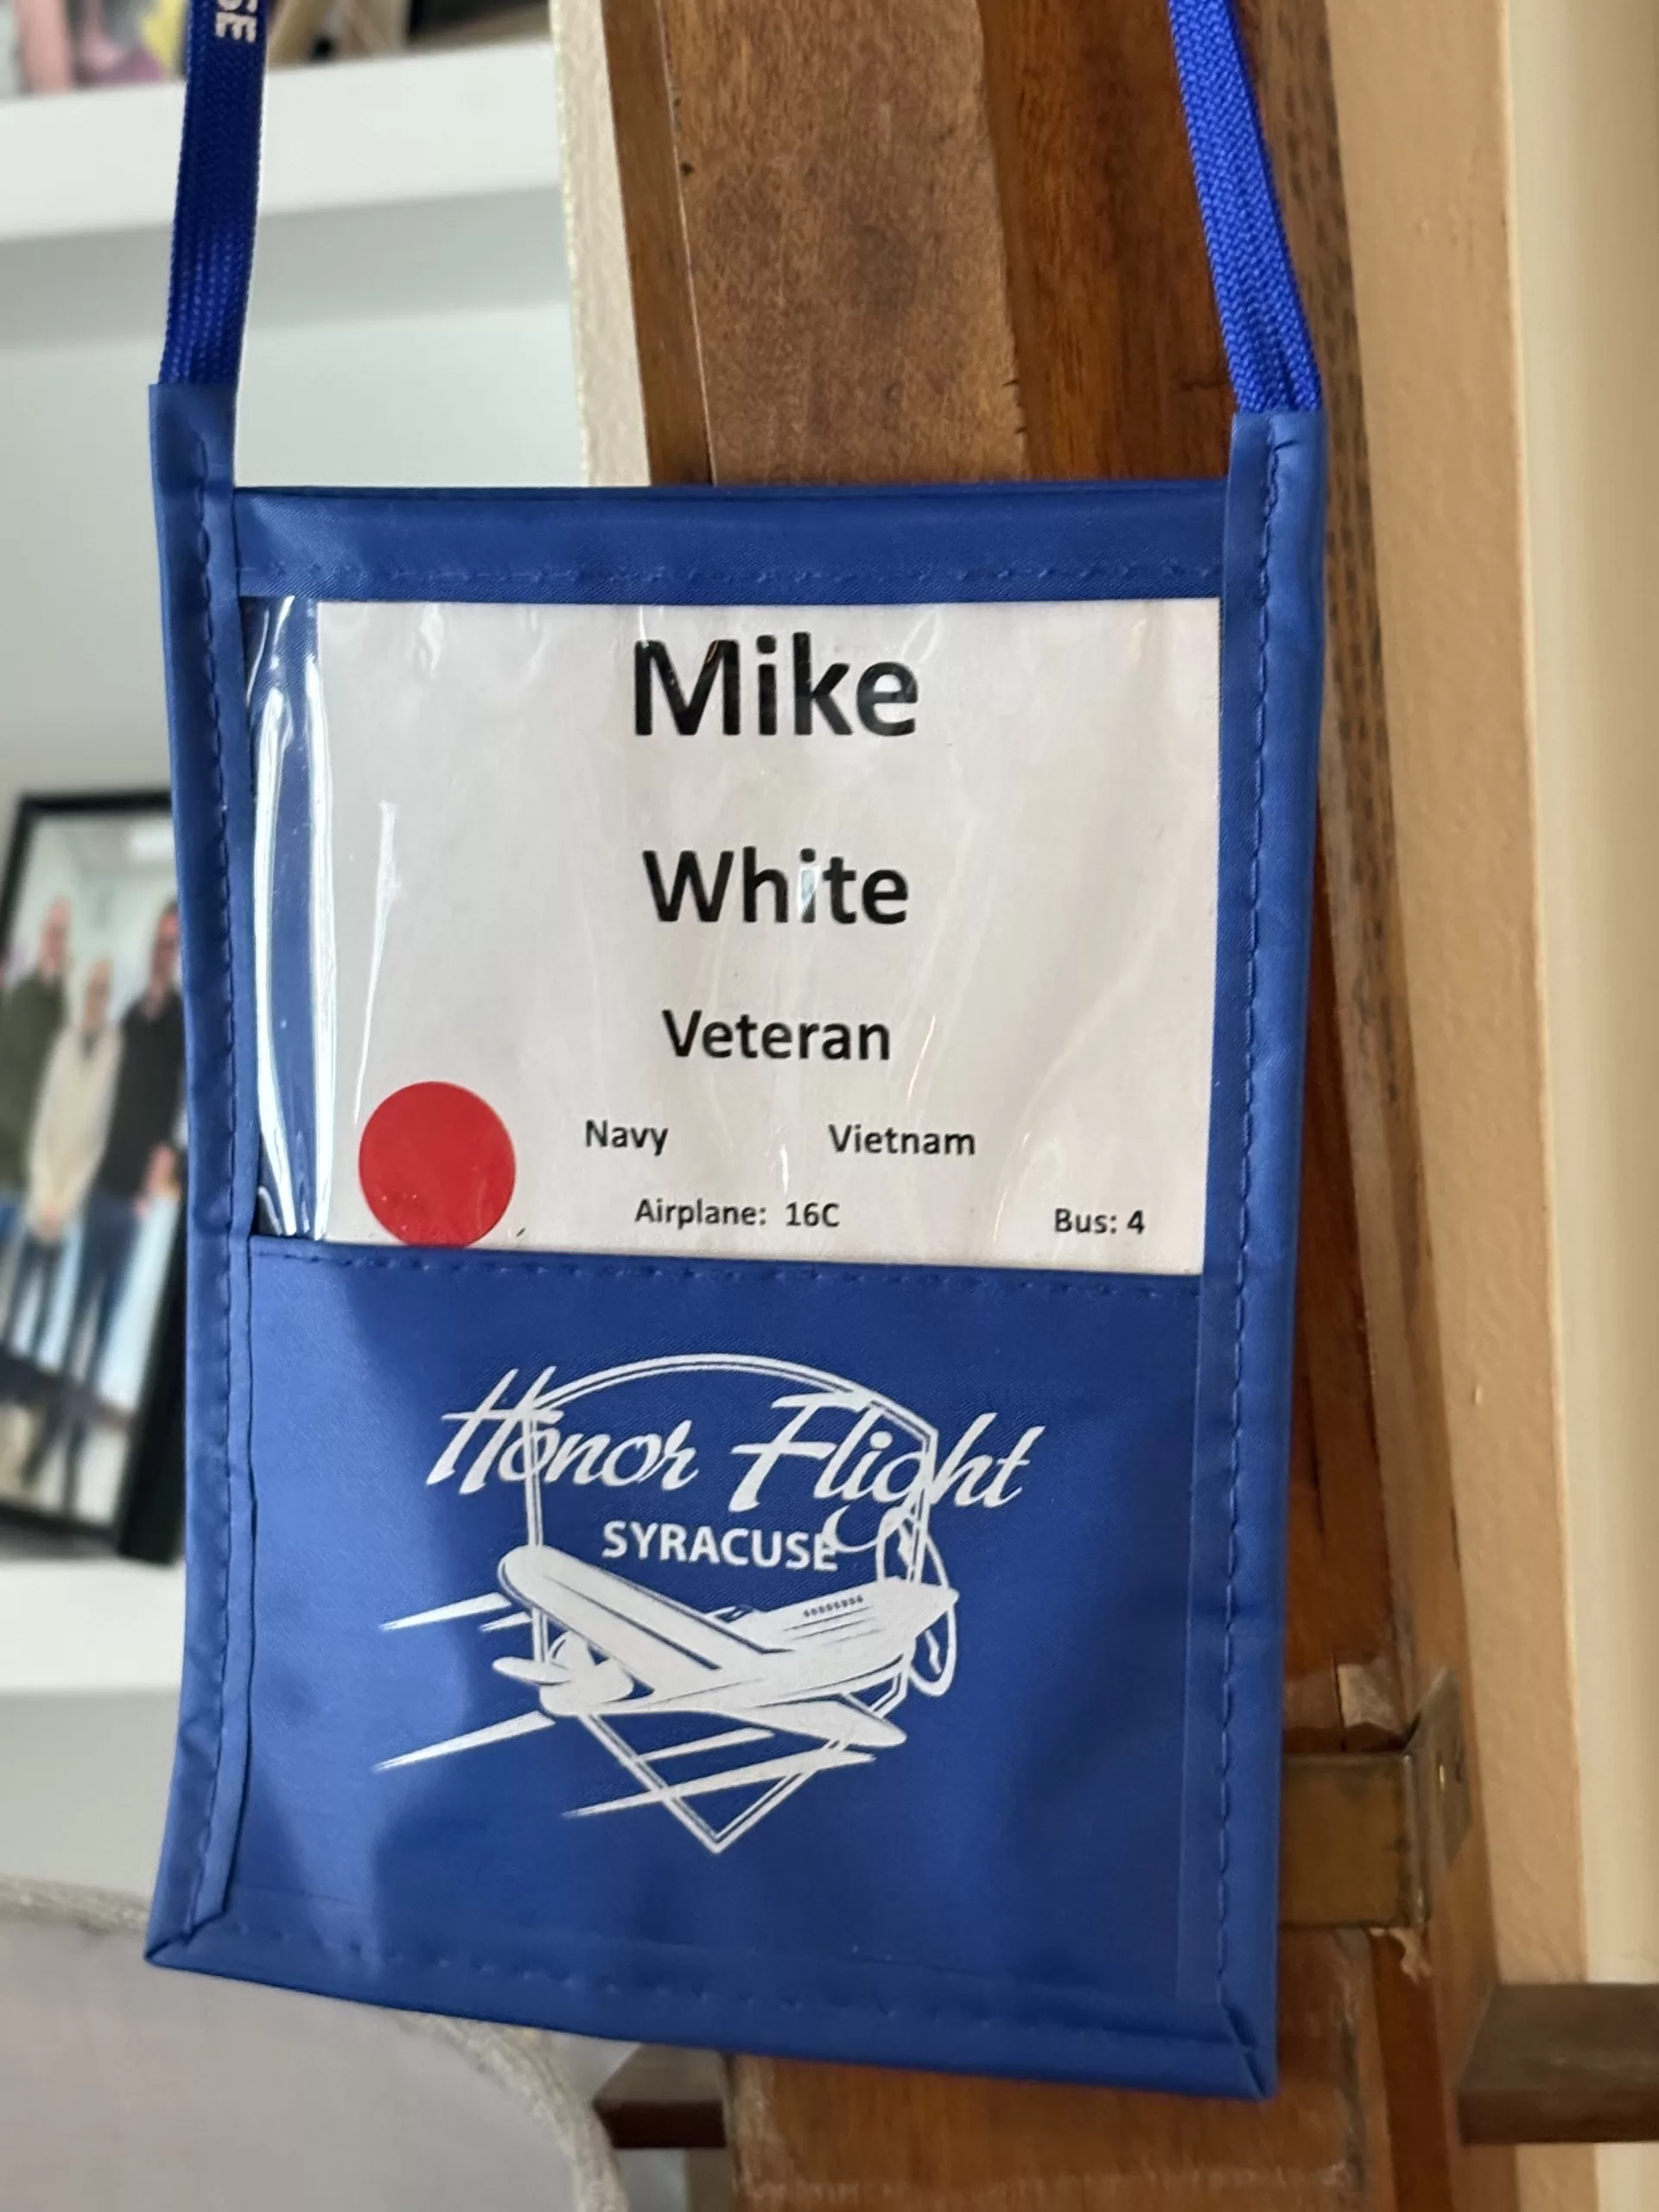 Mike
White
Veteran
Navy Vietnam
Airplane: 16C Bus: 4
Honor Flight
SYRACUSE